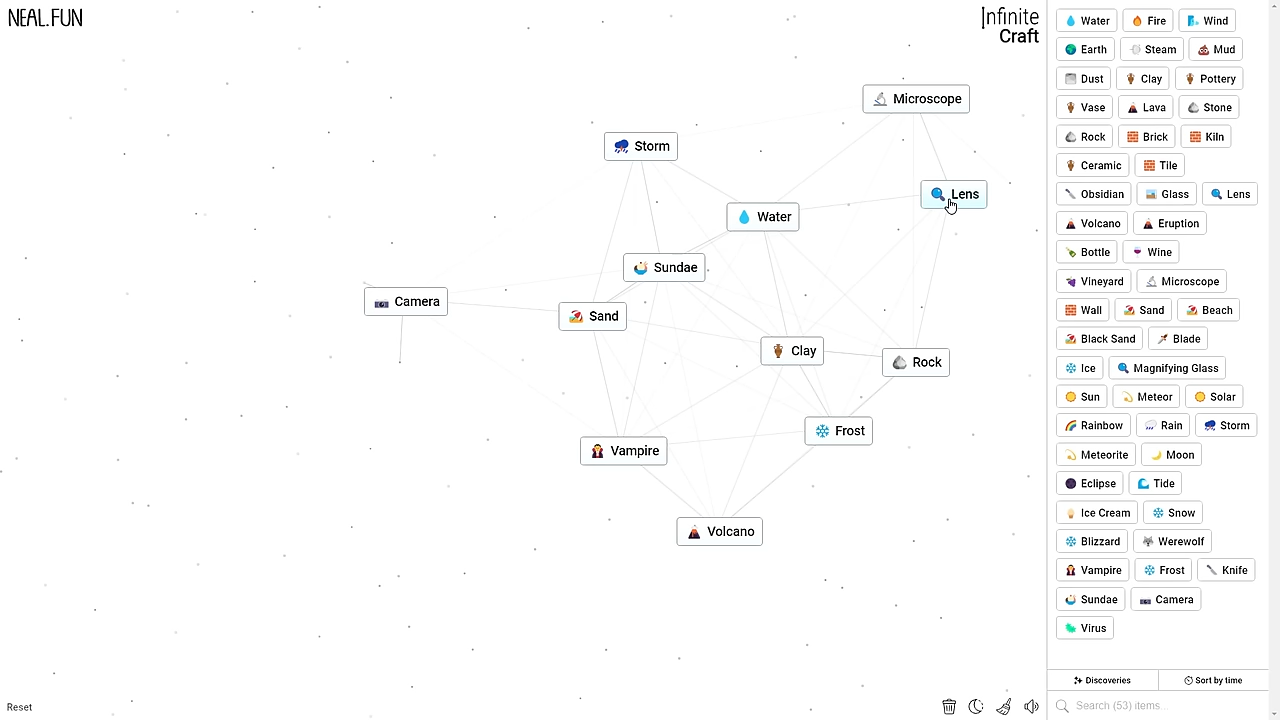 NEAL.FUN
Infinite
Craft
Microscope
Storm
Lens
Water
Sundae
Camera
Sand
Clay
Rock
Frost
Vampire
Volcano
Reset
Water Fire Wind
Earth Steam Mud
Dust Clay Pottery
Vase Lava Stone
Rock Brick Kiln
Ceramic Tile
Obsidian Glass Lens
Volcano Eruption
Bottle Wine
Vineyard Microscope
Wall Sand Beach
Black Sand Blade
Ice Magnifying Glass
Sun Meteor Solar
Rainbow Rain Storm
Meteorite Moon
Eclipse Tide
Ice Cream Snow
Blizzard Werewolf
Vampire Frost Knife
Sundae Camera
Virus
Discoveries Sort by time
Search (53) items...